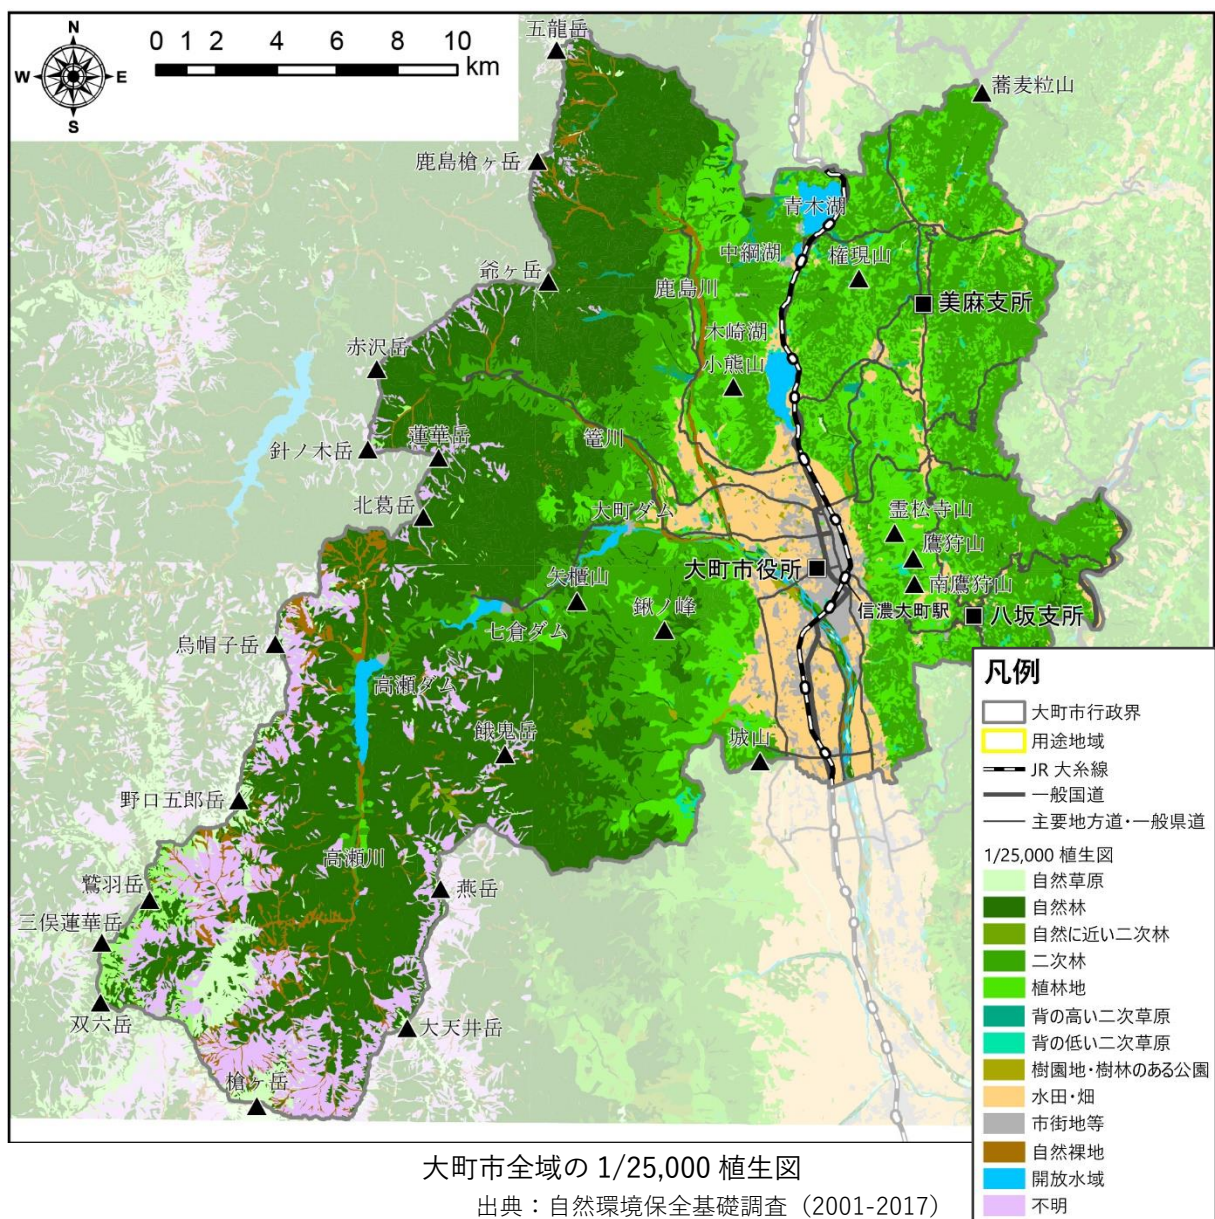 N
W E
S
0 1 2 4 6 8 10
km
五龍岳
蕎麦粒山
鹿島槍ヶ岳
青木湖
中綱湖
権現山
爺ヶ岳
鹿島川
美麻支所
木崎湖
赤沢岳
小熊山
籠川
蓮華岳
針ノ木岳
北葛岳
大町ダム
霊松寺山
鷹狩山
大町市役所
矢櫃山
南鷹狩山
鍬ノ峰
信濃大町駅
八坂支所
七倉ダム
烏帽子岳
高瀬ダム
餓鬼岳
城山
野口五郎岳
高瀬川
鷲羽岳
燕岳
三俣蓮華岳
双六岳
大天井岳
槍ヶ岳
凡例
大町市行政界
用途地域
JR 大糸線
一般国道
主要地方道・一般県道
1/25,000 植生図
自然草原
自然林
自然に近い二次林
二次林
植林地
背の高い二次草原
背の低い二次草原
樹園地・樹林のある公園
水田・畑
市街地等
自然裸地
開放水域
不明
大町市全域の 1/25,000 植生図
出典：自然環境保全基礎調査（2001-2017）